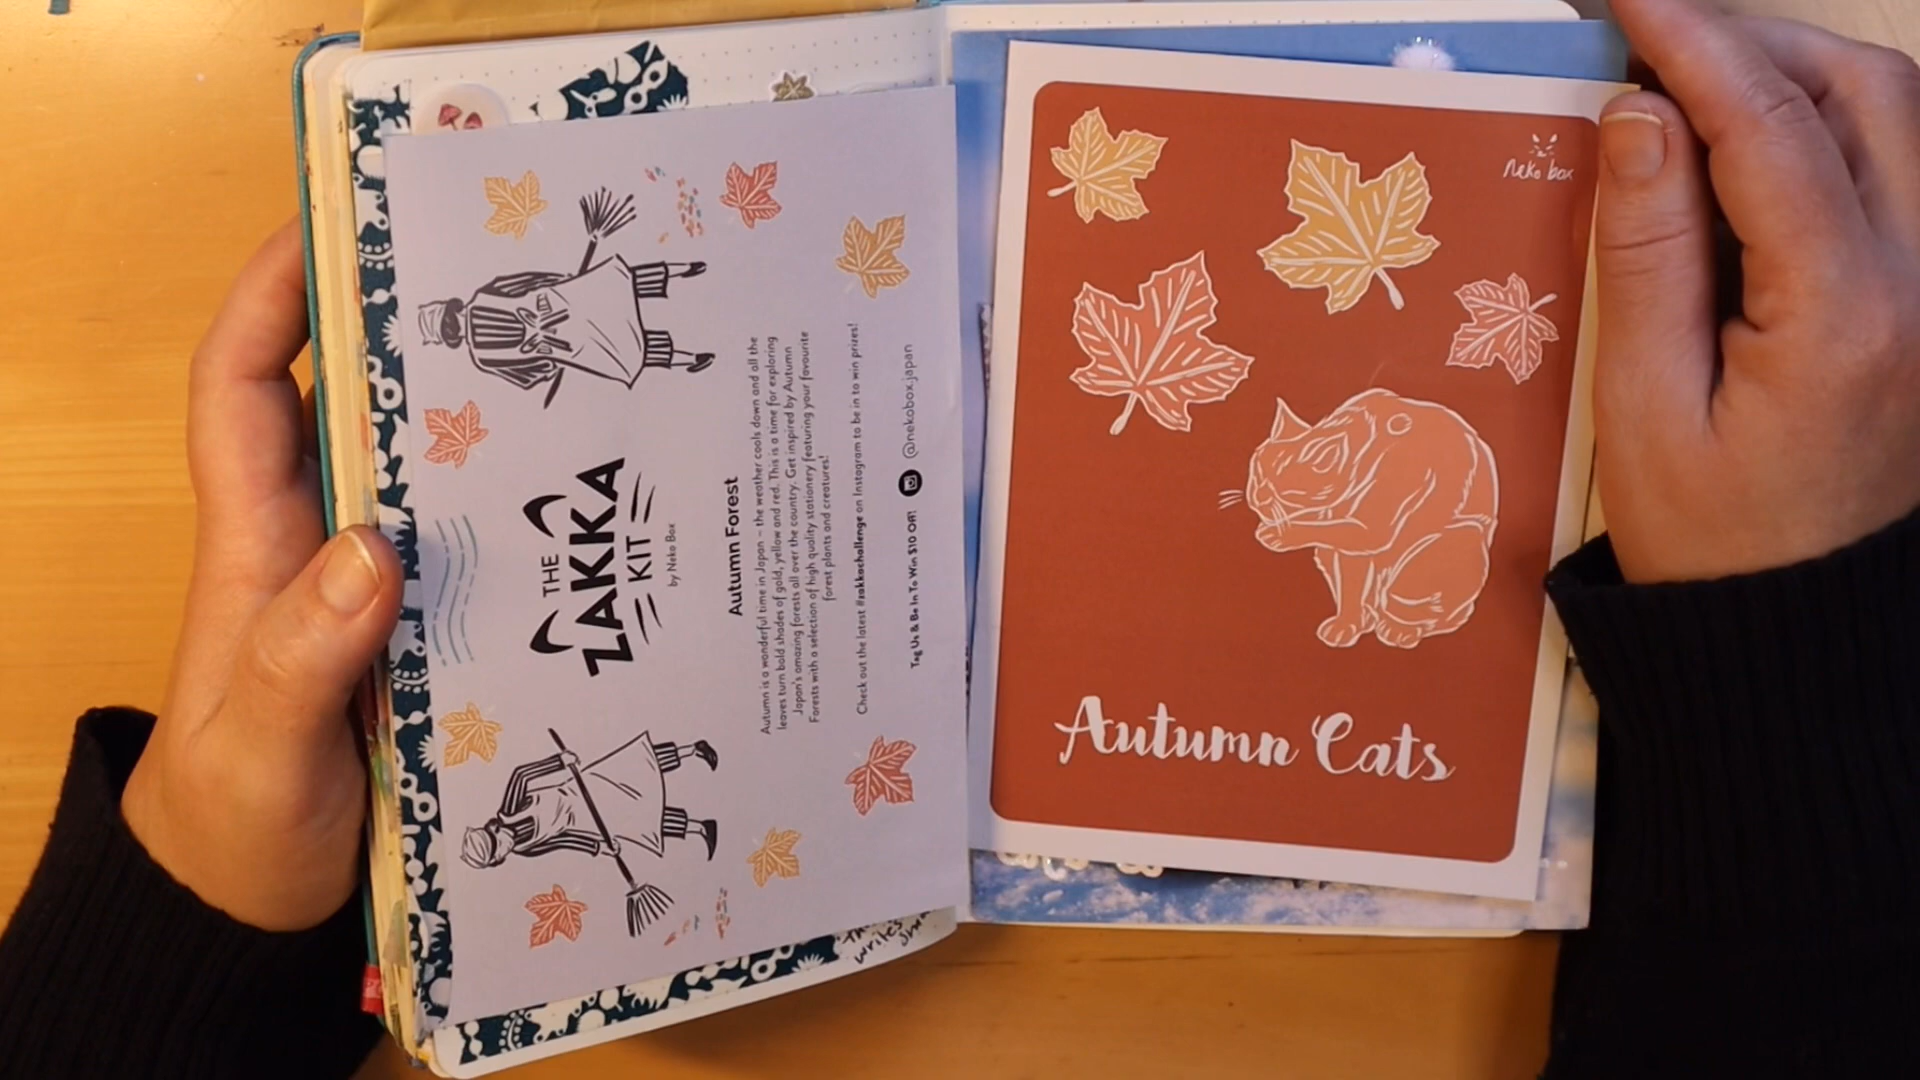 THE
ZAKKA
KIT
by Neko Box
Autumn Forest
Autumn is a wonderful time in Japan – the weather cools down and all the
leaves turn bold shades of gold, yellow and red. This is a time for exploring
Japan's amazing forests all over the country. Get inspired by Autumn
Forests with a selection of high quality stationery featuring your favourite
forest plants and creatures!
Check out the latest #zakkachallenge on Instagram to be in to win prizes!
Tag Us & Be In To Win $10 Off! @nekobox.japan
writes
neko box
Autumn Cats